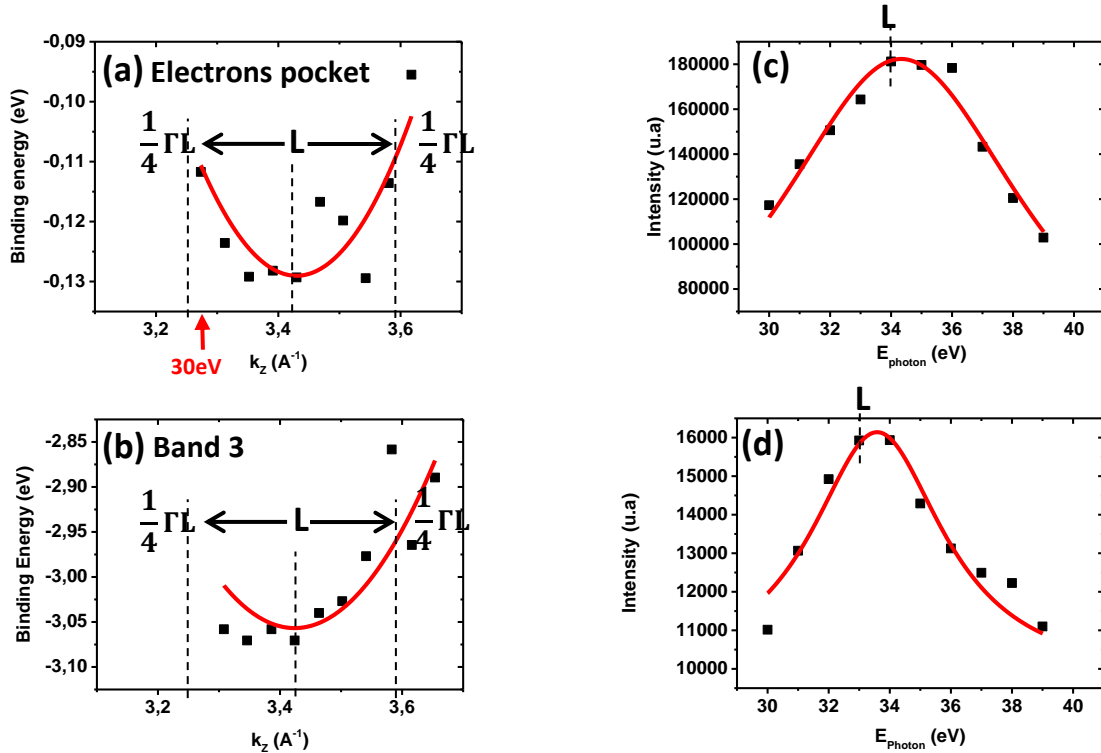 (a) Electrons pocket
-0,09
-0,10
-0,11
-0,12
-0,13
Binding energy (eV)
1/4 ΓL
L
1/4 ΓL
3,2
3,4
3,6
30eV
k_Z (A^-1)
(c)
L
180000
160000
140000
120000
100000
80000
Intensity (u.a)
30
32
34
36
38
40
E_photon (eV)
(b) Band 3
-2,85
-2,90
-2,95
-3,00
-3,05
-3,10
Binding Energy (eV)
1/4 ΓL
L
1/4 ΓL
3,2
3,4
3,6
k_Z (A^-1)
(d)
L
16000
15000
14000
13000
12000
11000
10000
Intensity (u.a)
30
32
34
36
38
40
E_Photon (eV)